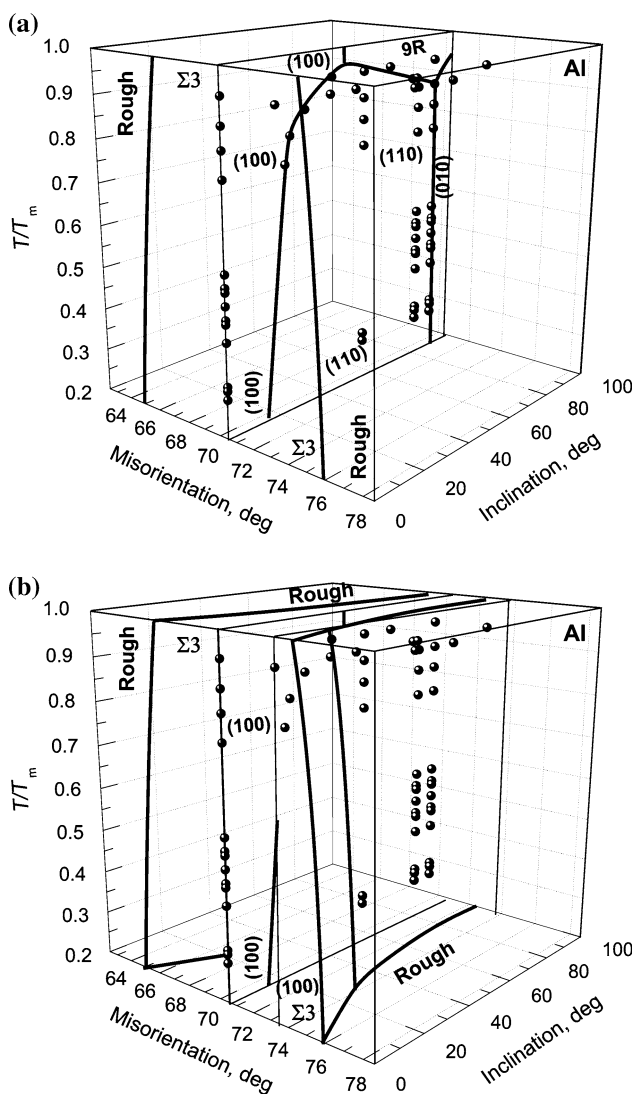 (a)
1.0
0.9
0.8
0.7
0.6
0.5
0.4
0.3
0.2
T/Tm
Rough
Σ3
(100)
9R
Al
(100)
(110)
(010)
(100)
(110)
Σ3
Rough
64
66
68
70
72
74
76
78
Misorientation, deg
0
20
40
60
80
100
Inclination, deg
(b)
1.0
0.9
0.8
0.7
0.6
0.5
0.4
0.3
0.2
T/Tm
Rough
Rough
Σ3
Al
(100)
(100)
(100)
Σ3
Rough
64
66
68
70
72
74
76
78
Misorientation, deg
0
20
40
60
80
100
Inclination, deg